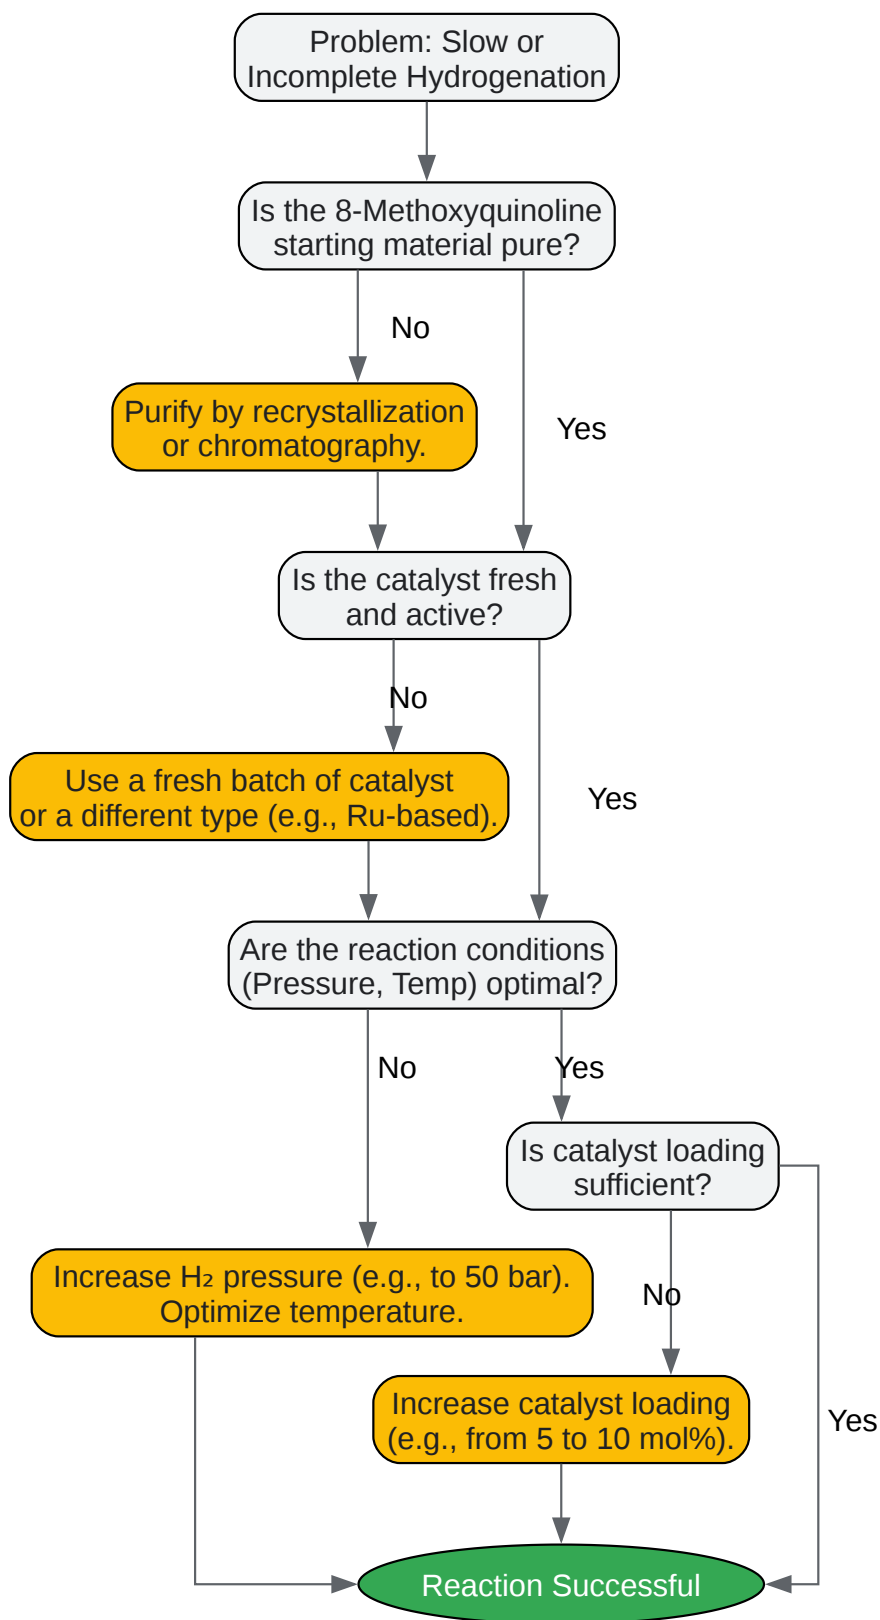 Problem: Slow or
Incomplete Hydrogenation
Is the 8-Methoxyquinoline
starting material pure?
No
Purify by recrystallization
or chromatography.
Yes
Is the catalyst fresh
and active?
No
Use a fresh batch of catalyst
or a different type (e.g., Ru-based).
Yes
Are the reaction conditions
(Pressure, Temp) optimal?
No
Yes
Is catalyst loading
sufficient?
Increase H₂ pressure (e.g., to 50 bar).
Optimize temperature.
No
Increase catalyst loading
(e.g., from 5 to 10 mol%).
Yes
Reaction Successful